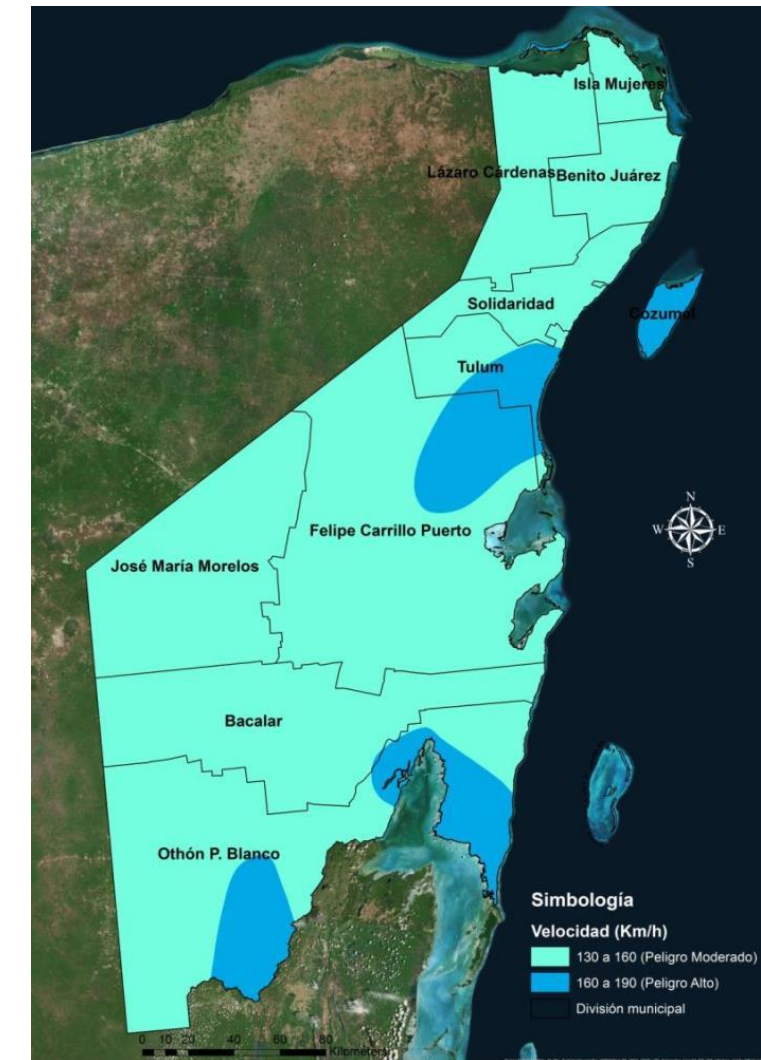 Isla Mujeres
Lázaro Cárdenas
Benito Juárez
Solidaridad
Cozumel
Tulum
N
W
E
S
Felipe Carrillo Puerto
José María Morelos
Bacalar
Othón P. Blanco
Simbología
Velocidad (Km/h)
130 a 160 (Peligro Moderado)
160 a 190 (Peligro Alto)
División municipal
0 10 20 40 60 80
Kilometers